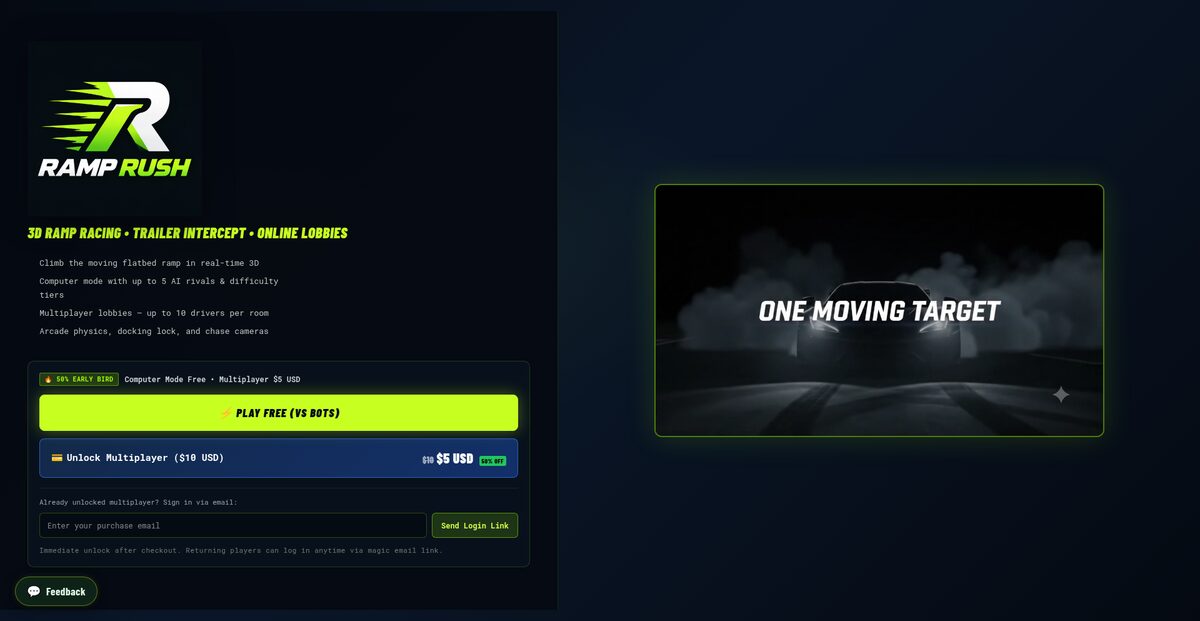 RAMP RUSH
3D RAMP RACING • TRAILER INTERCEPT • ONLINE LOBBIES
Climb the moving flatbed ramp in real-time 3D
Computer mode with up to 5 AI rivals & difficulty
tiers
Multiplayer lobbies — up to 10 drivers per room
Arcade physics, docking lock, and chase cameras
🔥 50% EARLY BIRD Computer Mode Free • Multiplayer $5 USD
⚡ PLAY FREE (VS BOTS)
💳 Unlock Multiplayer ($10 USD) $10 $5 USD 50% OFF
Already unlocked multiplayer? Sign in via email:
Enter your purchase email Send Login Link
Immediate unlock after checkout. Returning players can log in anytime via magic email link.
💬 Feedback
ONE MOVING TARGET